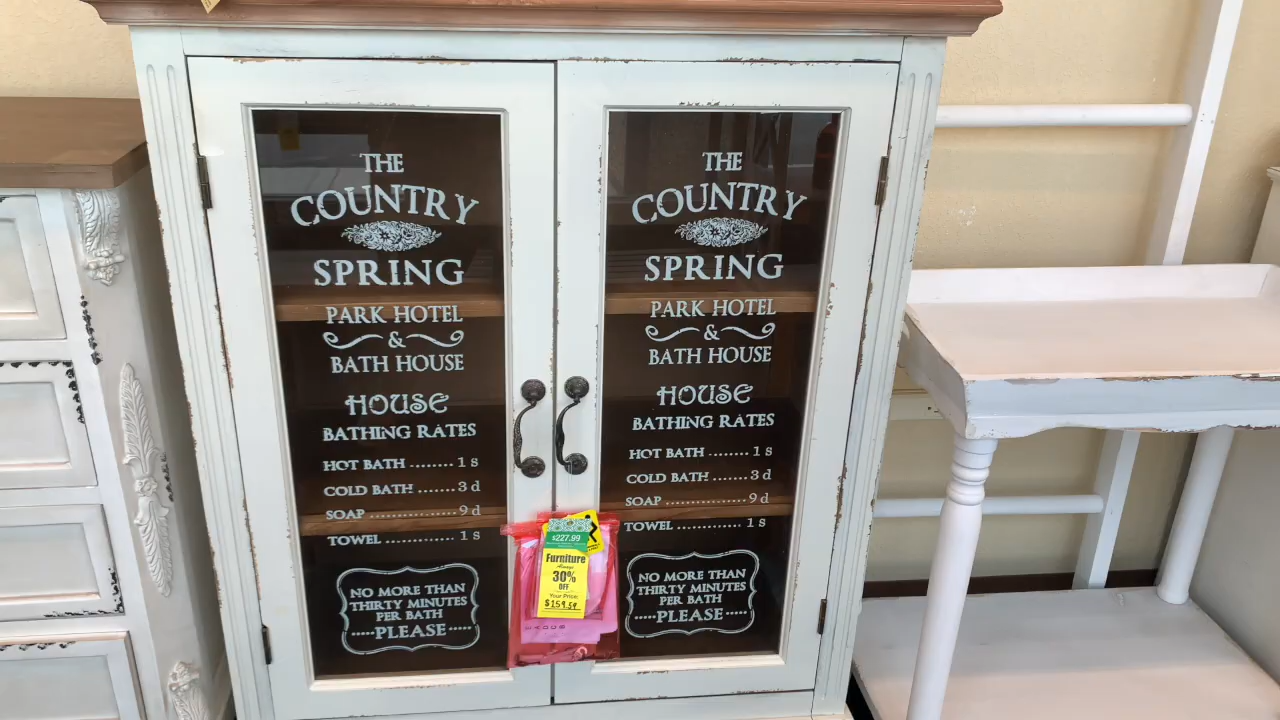 THE
COUNTRY
SPRING
PARK HOTEL
&
BATH HOUSE
HOUSE
BATHING RATES
HOT BATH ........ 1 s
COLD BATH ....... 3 d
SOAP ................ 9 d
TOWEL ............. 1 s
NO MORE THAN
THIRTY MINUTES
PER BATH
•••••PLEASE•••••
THE
COUNTRY
SPRING
PARK HOTEL
&
BATH HOUSE
HOUSE
BATHING RATES
HOT BATH ........ 1 s
COLD BATH ....... 3 d
SOAP ................ 9 d
TOWEL ............. 1 s
NO MORE THAN
THIRTY MINUTES
PER BATH
•••••PLEASE•••••
$227.99
Furniture
Always
30%
OFF
Your Price:
$159.59